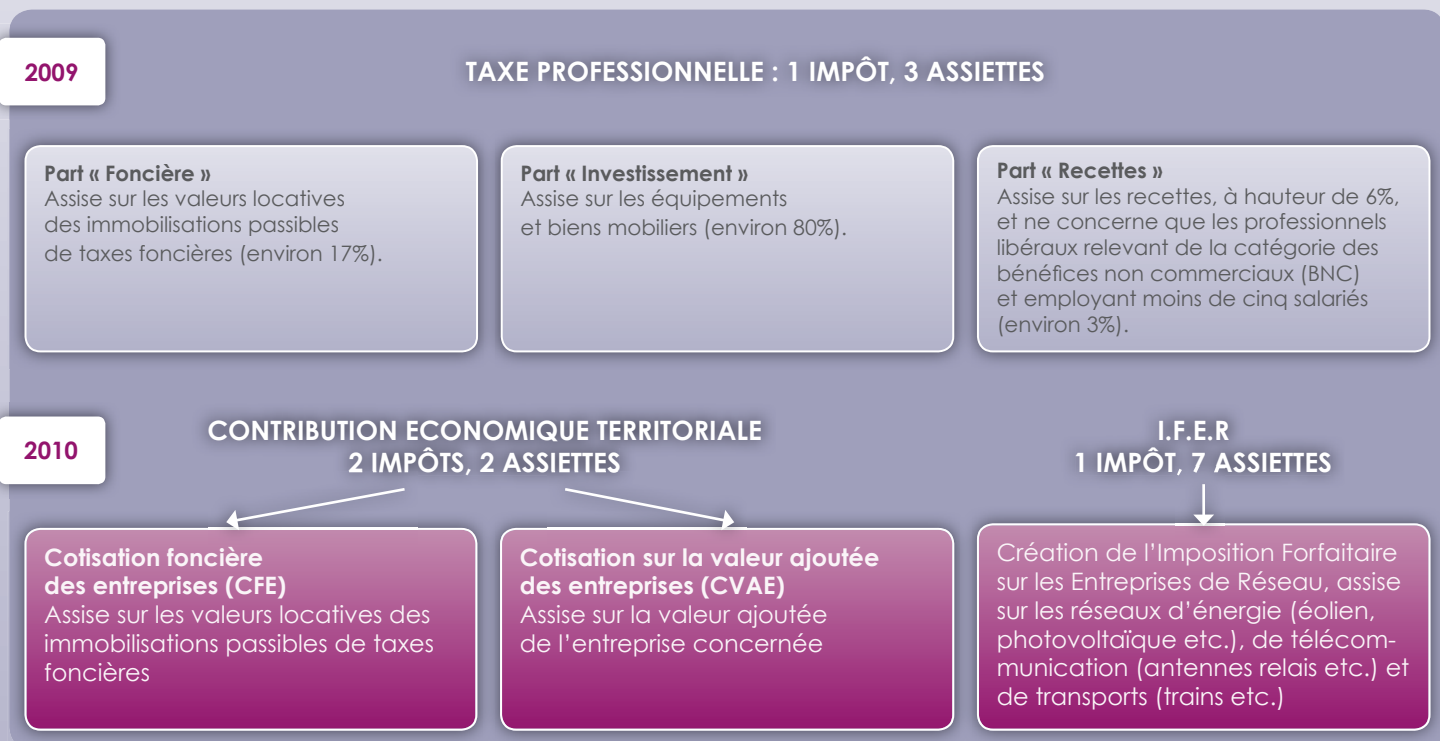 2009
TAXE PROFESSIONNELLE : 1 IMPÔT, 3 ASSIETTES
Part « Foncière »
Assise sur les valeurs locatives
des immobilisations passibles
de taxes foncières (environ 17%).
Part « Investissement »
Assise sur les équipements
et biens mobiliers (environ 80%).
Part « Recettes »
Assise sur les recettes, à hauteur de 6%,
et ne concerne que les professionnels
libéraux relevant de la catégorie des
bénéfices non commerciaux (BNC)
et employant moins de cinq salariés
(environ 3%).
2010
CONTRIBUTION ECONOMIQUE TERRITORIALE
2 IMPÔTS, 2 ASSIETTES
I.F.E.R
1 IMPÔT, 7 ASSIETTES
Cotisation foncière
des entreprises (CFE)
Assise sur les valeurs locatives des
immobilisations passibles de taxes
foncières
Cotisation sur la valeur ajoutée
des entreprises (CVAE)
Assise sur la valeur ajoutée
de l’entreprise concernée
Création de l’Imposition Forfaitaire
sur les Entreprises de Réseau, assise
sur les réseaux d’énergie (éolien,
photovoltaïque etc.), de télécom-
munication (antennes relais etc.) et
de transports (trains etc.)